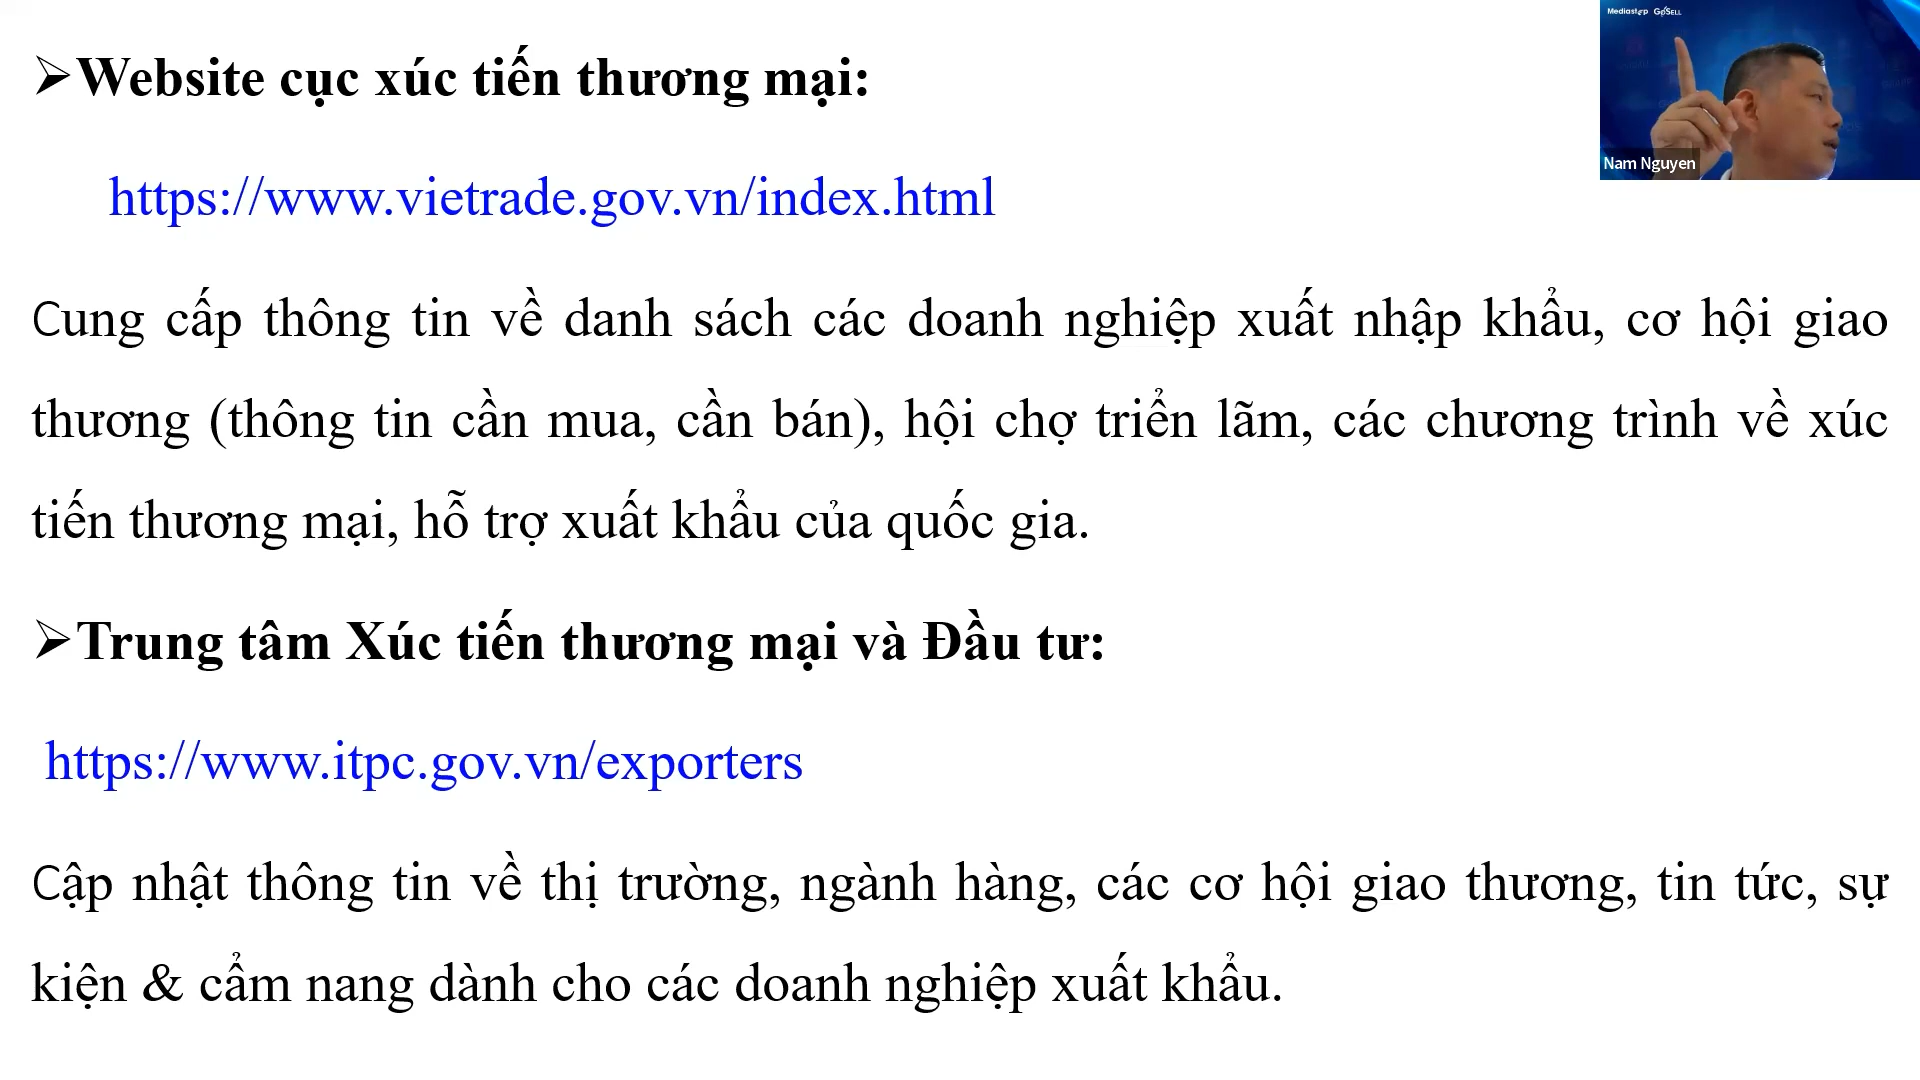 ➢Website cục xúc tiến thương mại:
https://www.vietrade.gov.vn/index.html
Cung cấp thông tin về danh sách các doanh nghiệp xuất nhập khẩu, cơ hội giao
thương (thông tin cần mua, cần bán), hội chợ triển lãm, các chương trình về xúc
tiến thương mại, hỗ trợ xuất khẩu của quốc gia.
➢Trung tâm Xúc tiến thương mại và Đầu tư:
https://www.itpc.gov.vn/exporters
Cập nhật thông tin về thị trường, ngành hàng, các cơ hội giao thương, tin tức, sự
kiện & cẩm nang dành cho các doanh nghiệp xuất khẩu.
Mediastep GoSELL
Nam Nguyen